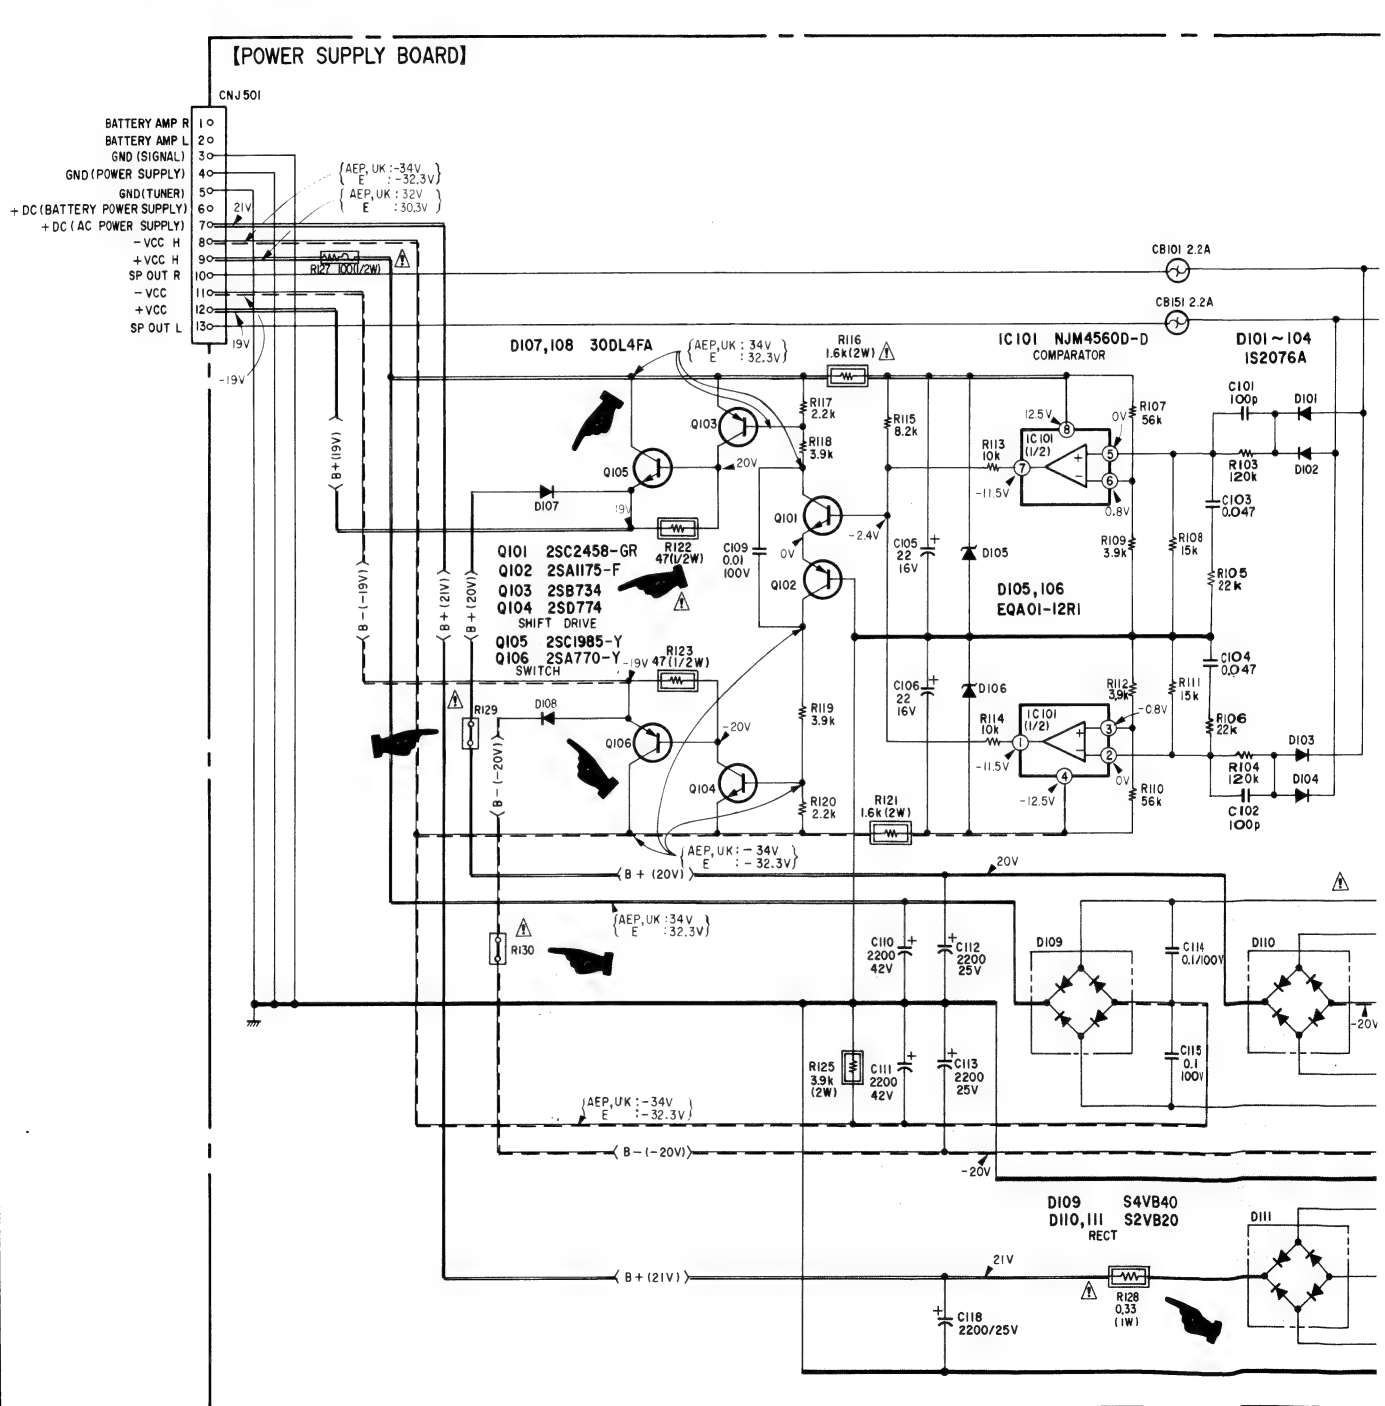 【POWER SUPPLY BOARD】
CNJ501
BATTERY AMP R 1
BATTERY AMP L 2
GND (SIGNAL) 3
GND (POWER SUPPLY) 4
GND (TUNER) 5
+ DC (BATTERY POWER SUPPLY) 6
+ DC (AC POWER SUPPLY) 7
- VCC H 8
+ VCC H 9
SP OUT R 10
- VCC 11
+ VCC 12
SP OUT L 13
21V
19V
-19V
{AEP, UK : -34V
E : -32.3V}
{AEP, UK : 32V
E : 30.3V}
R127 100(1/2W)
CB101 2.2A
CB151 2.2A
D107,108 30DL4FA
{AEP,UK : 34V
E : 32.3V}
R116
1.6k(2W)
IC101 NJM4560D-D
COMPARATOR
D101~104
1S2076A
C101
100p
D101
D102
R103
120k
C103
0.047
R105
22k
R107
56k
0V
12.5V
8
IC101
(1/2)
+
-
5
6
7
0.8V
-11.5V
R113
10k
R115
8.2k
R117
2.2k
R118
3.9k
Q103
20V
Q105
D107
19V
R122
47(1/2W)
C109
0.01
100V
Q101
0V
Q102
-2.4V
C105
22
16V
+
D105
R109
3.9k
R108
15k
D105,106
EQA01-12R1
Q101 2SC2458-GR
Q102 2SA1175-F
Q103 2SB734
Q104 2SD774
SHIFT DRIVE
Q105 2SC1985-Y
Q106 2SA770-Y
SWITCH
B+(19V)
B-(-19V)
B+(21V)
B+(20V)
-19V
R123
47(1/2W)
R129
D108
Q106
-20V
Q104
B-(-20V)
R119
3.9k
R120
2.2k
C106
22
16V
+
D106
R114
10k
R112
3.9k
R111
15k
C104
0.047
R106
22k
IC101
(1/2)
+
-
1
3
2
4
-0.8V
0V
-11.5V
-12.5V
R110
56k
R104
120k
C102
100p
D103
D104
R121
1.6k(2W)
{AEP,UK : -34V
E : -32.3V}
B + (20V)
20V
{AEP,UK : 34V
E : 32.3V}
R130
C110
2200
42V
+
C112
2200
25V
+
D109
C114
0.1/100V
D110
-20V
R125
3.9k
(2W)
C111
2200
42V
+
C113
2200
25V
+
C115
0.1
100V
{AEP,UK : -34V
E : -32.3V}
B - (-20V)
-20V
D109 S4VB40
D110,111 S2VB20
RECT
D111
B + (21V)
21V
R128
0.33
(1W)
+
C118
2200/25V